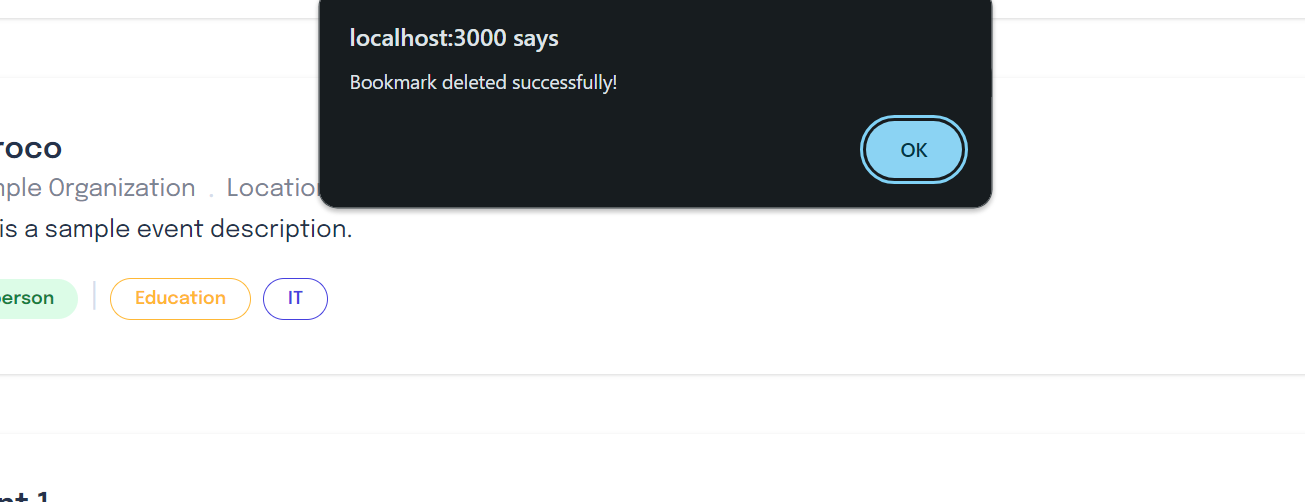 localhost:3000 says
Bookmark deleted successfully!
OK
roco
mple Organization . Location
is a sample event description.
person | Education IT
nt 1